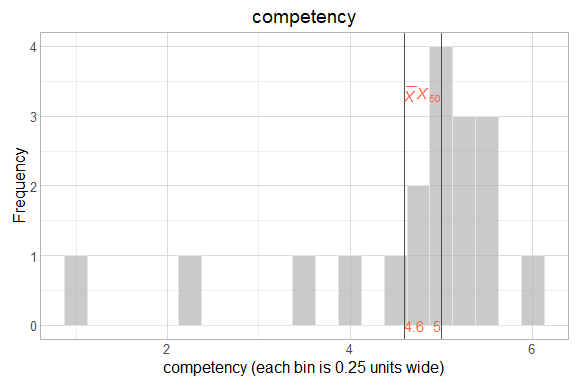 competency
Frequency
4
3
2
1
0
x̅ X₅₀
4.6 5
2 4 6
competency (each bin is 0.25 units wide)